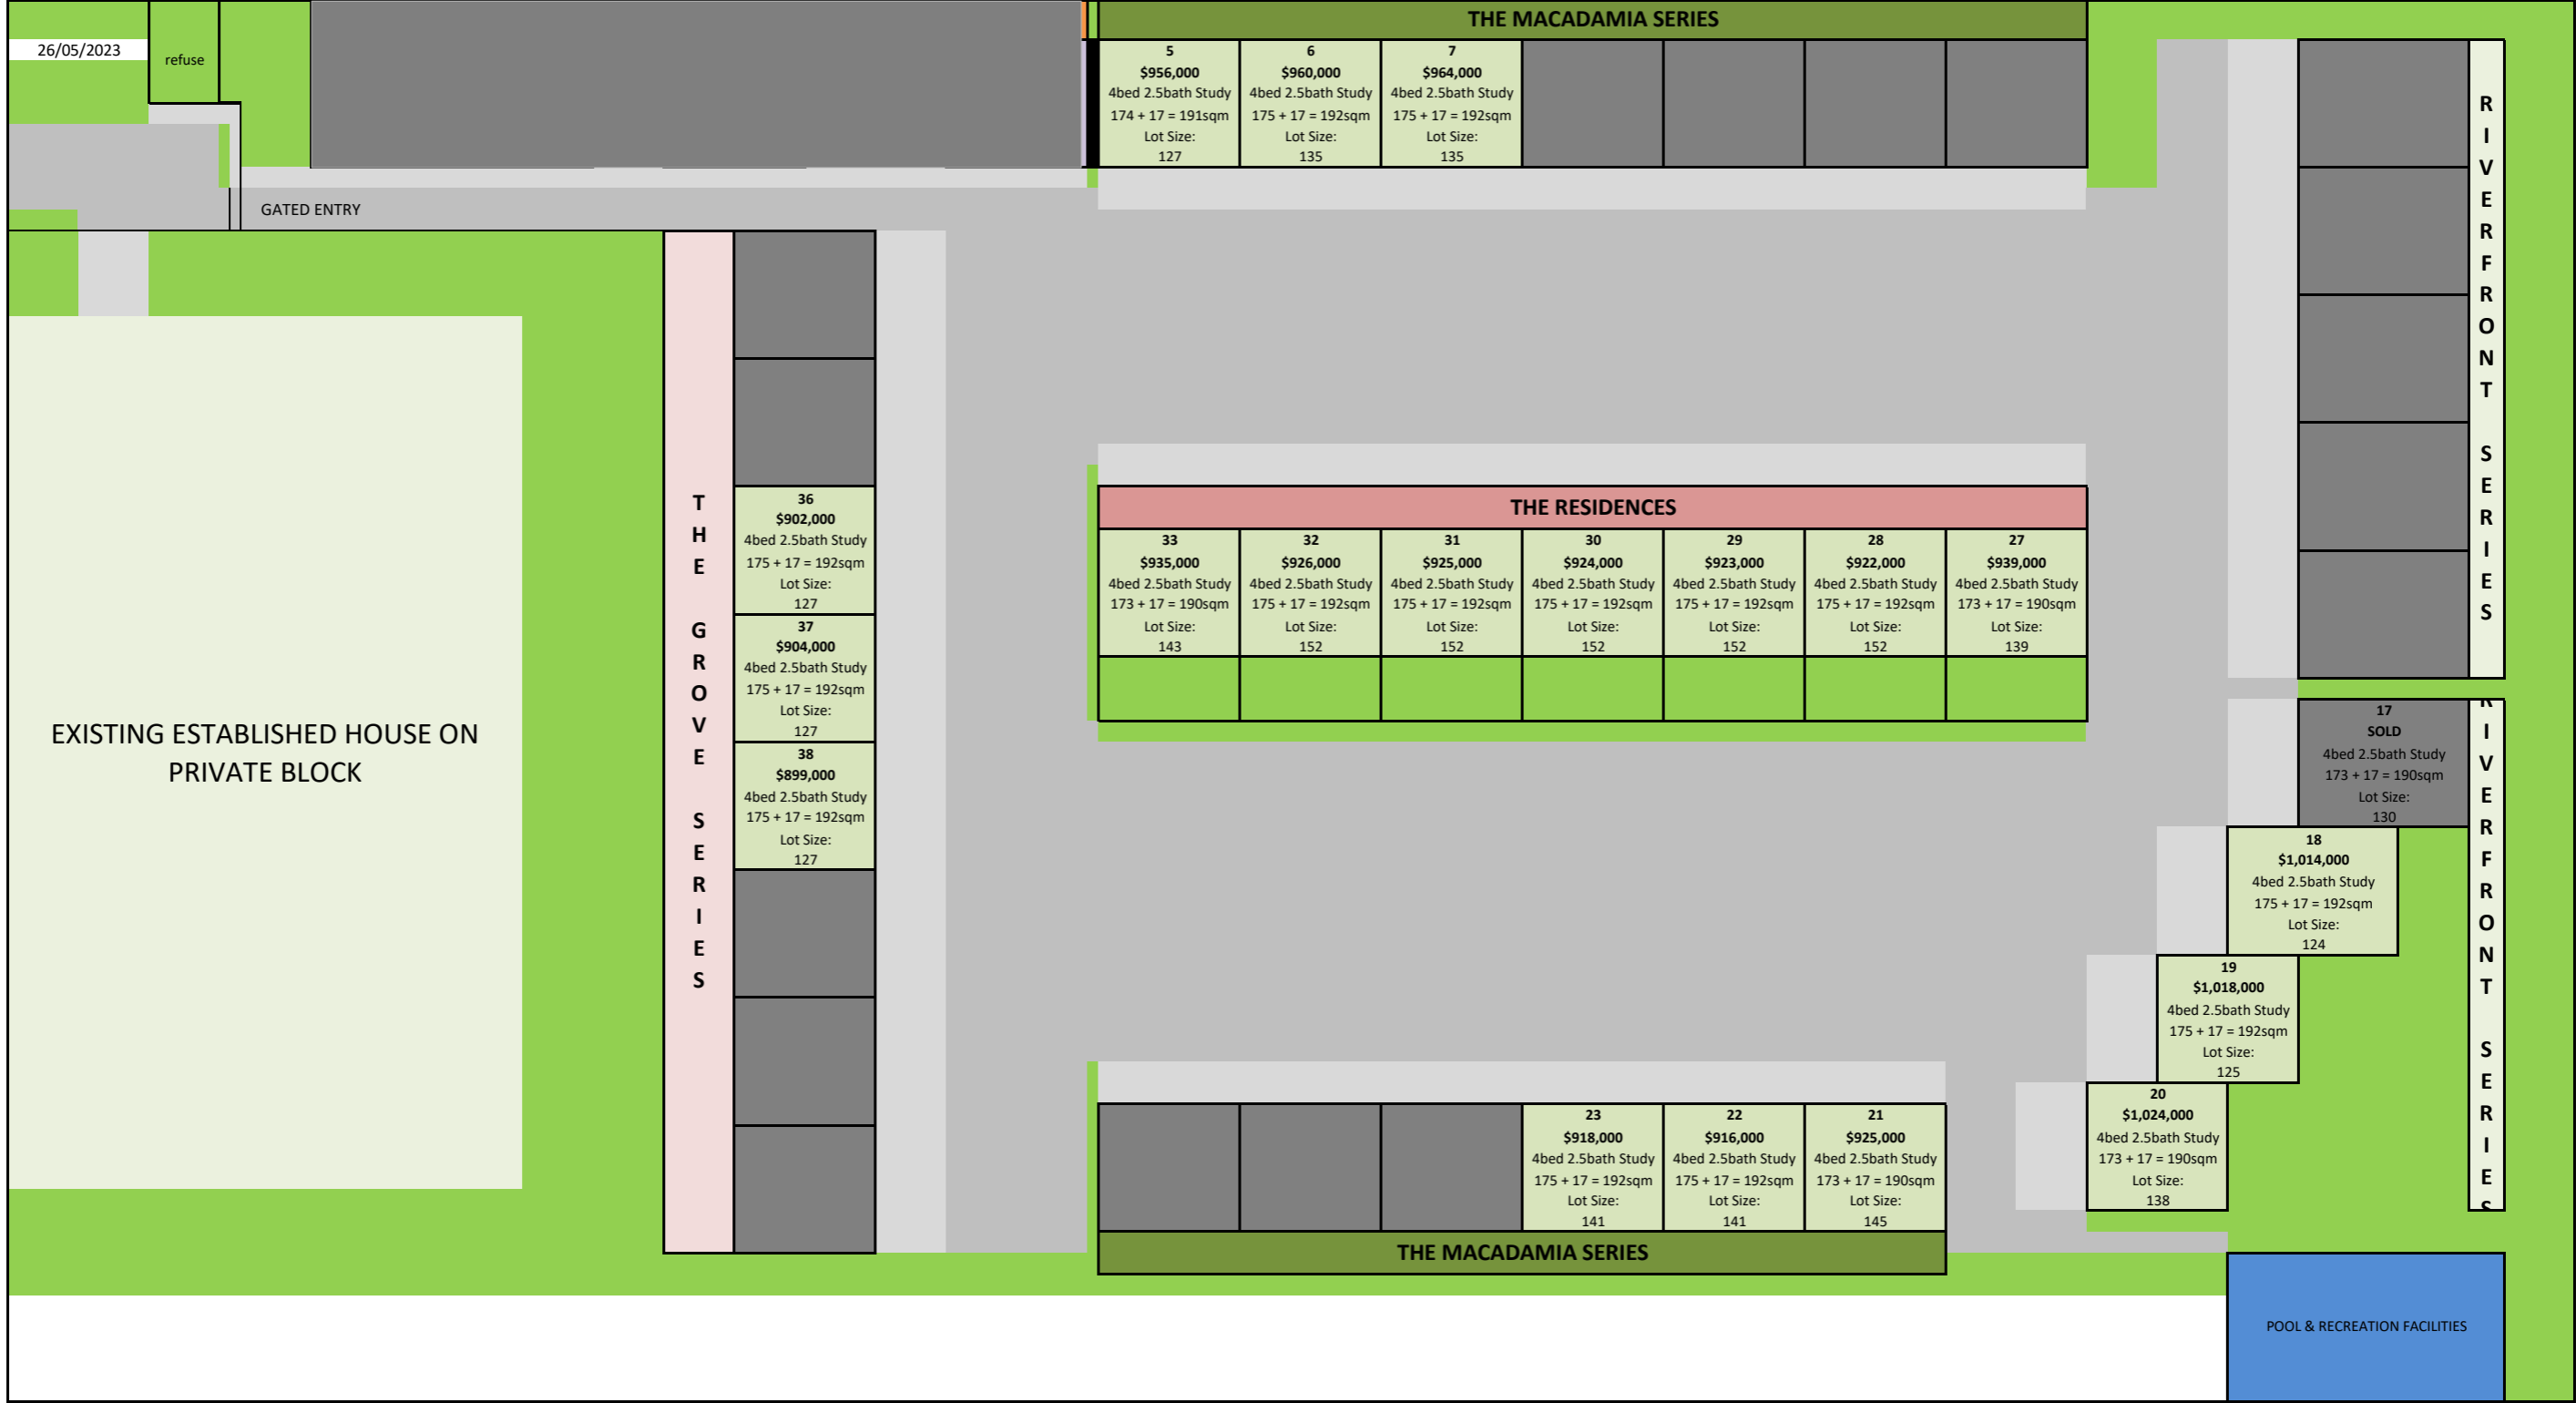 THE MACADAMIA SERIES
26/05/2023
refuse
5
$956,000
4bed 2.5bath Study
174 + 17 = 191sqm
Lot Size:
127
6
$960,000
4bed 2.5bath Study
175 + 17 = 192sqm
Lot Size:
135
7
$964,000
4bed 2.5bath Study
175 + 17 = 192sqm
Lot Size:
135
RIVERFRONT SERIES
GATED ENTRY
THE GROVE SERIES
36
$902,000
4bed 2.5bath Study
175 + 17 = 192sqm
Lot Size:
127
37
$904,000
4bed 2.5bath Study
175 + 17 = 192sqm
Lot Size:
127
38
$899,000
4bed 2.5bath Study
175 + 17 = 192sqm
Lot Size:
127
THE RESIDENCES
33
$935,000
4bed 2.5bath Study
173 + 17 = 190sqm
Lot Size:
143
32
$926,000
4bed 2.5bath Study
175 + 17 = 192sqm
Lot Size:
152
31
$925,000
4bed 2.5bath Study
175 + 17 = 192sqm
Lot Size:
152
30
$924,000
4bed 2.5bath Study
175 + 17 = 192sqm
Lot Size:
152
29
$923,000
4bed 2.5bath Study
175 + 17 = 192sqm
Lot Size:
152
28
$922,000
4bed 2.5bath Study
175 + 17 = 192sqm
Lot Size:
152
27
$939,000
4bed 2.5bath Study
173 + 17 = 190sqm
Lot Size:
139
EXISTING ESTABLISHED HOUSE ON
PRIVATE BLOCK
17
SOLD
4bed 2.5bath Study
173 + 17 = 190sqm
Lot Size:
130
RIVERFRONT SERIES
18
$1,014,000
4bed 2.5bath Study
175 + 17 = 192sqm
Lot Size:
124
19
$1,018,000
4bed 2.5bath Study
175 + 17 = 192sqm
Lot Size:
125
20
$1,024,000
4bed 2.5bath Study
173 + 17 = 190sqm
Lot Size:
138
23
$918,000
4bed 2.5bath Study
175 + 17 = 192sqm
Lot Size:
141
22
$916,000
4bed 2.5bath Study
175 + 17 = 192sqm
Lot Size:
141
21
$925,000
4bed 2.5bath Study
173 + 17 = 190sqm
Lot Size:
145
THE MACADAMIA SERIES
POOL & RECREATION FACILITIES